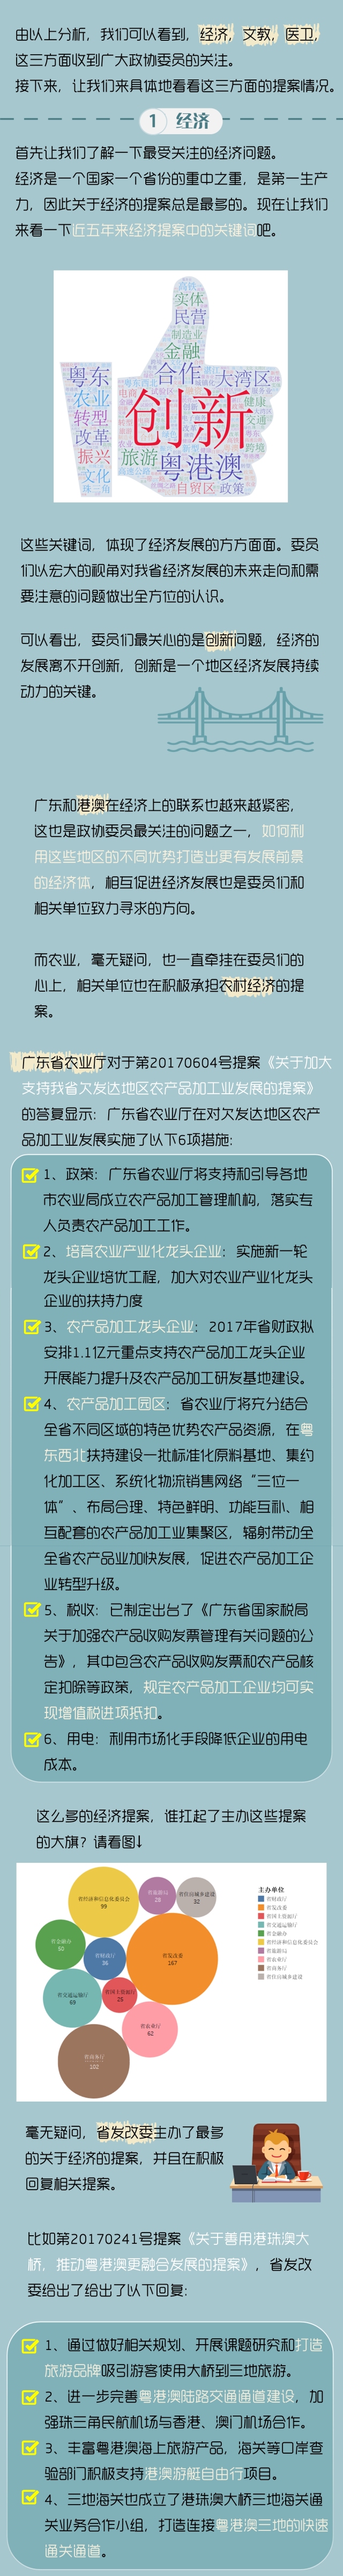 由以上分析，我们可以看到，经济，文教，医卫，
这三方面收到广大政协委员的关注。
接下来，让我们来具体地看看这三方面的提案情况。
1 经济
首先让我们了解一下最受关注的经济问题。
经济是一个国家一个省份的重中之重，是第一生产
力，因此关于经济的提案总是最多的。现在让我们
来看一下近五年来经济提案中的关键词吧。
高铁
实体
民营
制造业
金融
粤东
粤东西北
合作
大湾区
农业
电商
创新
健康
转型
交通
改革
跨境
振兴
旅游
粤港澳
文化
高速公路
珠三角
自贸区
政策
这些关键词，体现了经济发展的方方面面。委员
们以宏大的视角对我省经济发展的未来走向和需
要注意的问题做出全方位的认识。
可以看出，委员们最关心的是创新问题，经济的
发展离不开创新，创新是一个地区经济发展持续
动力的关键。
广东和港澳在经济上的联系也越来越紧密，
这也是政协委员最关注的问题之一，如何利
用这些地区的不同优势打造出更有发展前景
的经济体，相互促进经济发展也是委员们和
相关单位致力寻求的方向。
而农业，毫无疑问，也一直牵挂在委员们的
心上，相关单位也在积极承抱农村经济的提
案。
广东省农业厅对于第20170604号提案《关于加大
支持我省欠发达地区农产品加工业发展的提案》
的答复显示：广东省农业厅在对欠发达地区农产
品加工业发展实施了以下6项措施：
1、政策：广东省农业厅将支持和引导各地
市农业局成立农产品加工管理机构，落实专
人负责农产品加工工作。
2、培育农业产业化龙头企业：实施新一轮
龙头企业培优工程，加大对农业产业化龙头
企业的扶持力度
3、农产品加工龙头企业：2017年省财政拟
安排1.1亿元重点支持农产品加工龙头企业
开展能力提升及农产品加工研发基地建设。
4、农产品加工园区：省农业厅将充分结合
全省不同区域的特色优势农产品资源，在粤
东西北扶持建设一批标准化原料基地、集约
化加工区、系统化物流销售网络“三位一
体”、布局合理、特色鲜明、功能互补、相
互配套的农产品加工业集聚区，辐射带动全
全省农产品业加快发展，促进农产品加工企
业转型升级。
5、税收：已制定出台了《广东省国家税局
关于加强农产品收购发票管理有关问题的公
告》，其中包含农产品收购发票和农产品核
定扣除等政策，规定农产品加工企业均可实
现增值税进项抵扣。
6、用电：利用市场化手段降低企业的用电
成本。
这么多的经济提案，谁扛起了主办这些提案
的大旗？请看图↓
省经济和信息化委员会
99
省旅游局
28
省住房城乡建设
32
省金融办
省财政厅
36
省发改委
167
省交通运输厅
69
省国土资源厅
26
省农业厅
62
省商务厅
102
主办单位
省财政厅
省发改委
省国土资源厅
省交通运输厅
省金融办
省经济和信息化委员会
省旅游局
省农业厅
省商务厅
省住房城乡建设
毫无疑问，省发改委主办了最多
的关于经济的提案，并且在积极
回复相关提案。
比如第20170241号提案《关于善用港珠澳大
桥，推动粤港澳更融合发展的提案》，省发改
委给出了给出了以下回复：
1、通过做好相关规划、开展课题研究和打造
旅游品牌吸引游客使用大桥到三地旅游。
2、进一步完善粤港澳陆路交通通道建设，加
强珠三角民航机场与香港、澳门机场合作。
3、丰富粤港澳海上旅游产品，海关等口岸查
验部门积极支持港澳游艇自由行项目。
4、三地海关也成立了港珠澳大桥三地海关通
关业务合作小组，打造连接粤港澳三地的快速
通关通道。